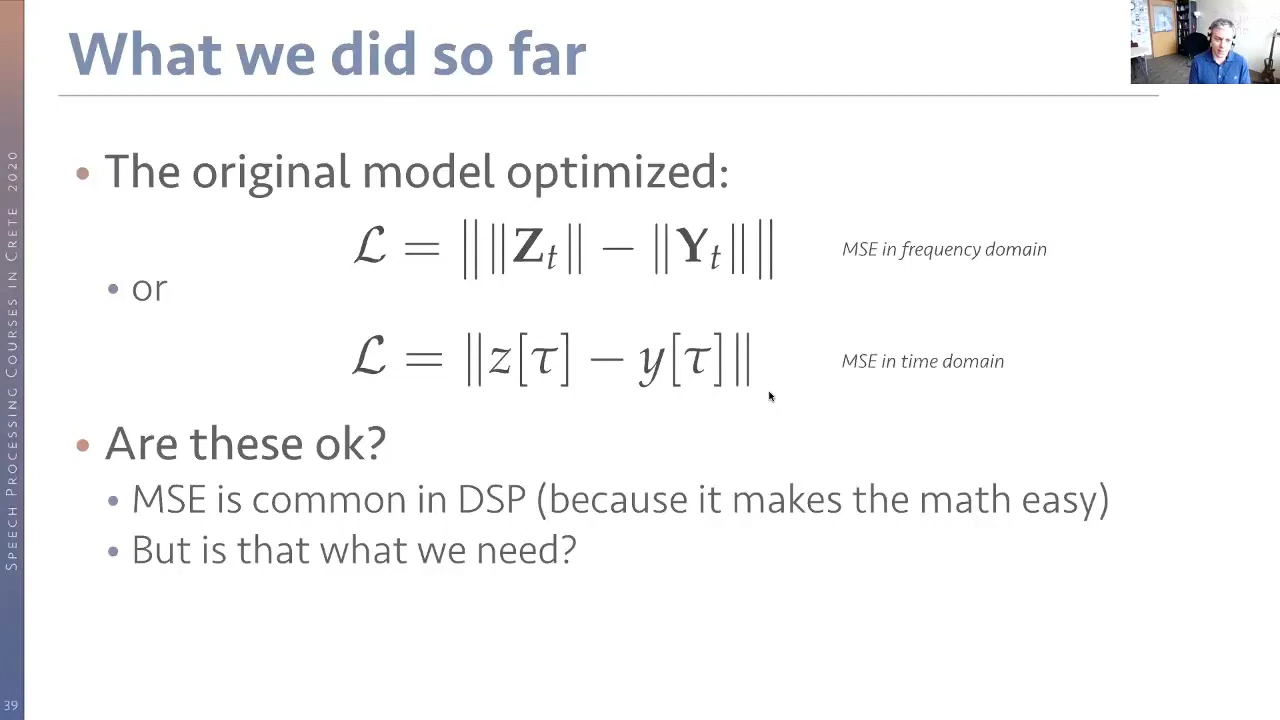 What we did so far
• The original model optimized:
ℒ = ‖ ‖𝐙ₜ‖ − ‖𝐘ₜ‖ ‖ MSE in frequency domain
• or
ℒ = ‖z[τ] − y[τ]‖ MSE in time domain
• Are these ok?
• MSE is common in DSP (because it makes the math easy)
• But is that what we need?
SPEECH PROCESSING COURSES IN CRETE 2020
39